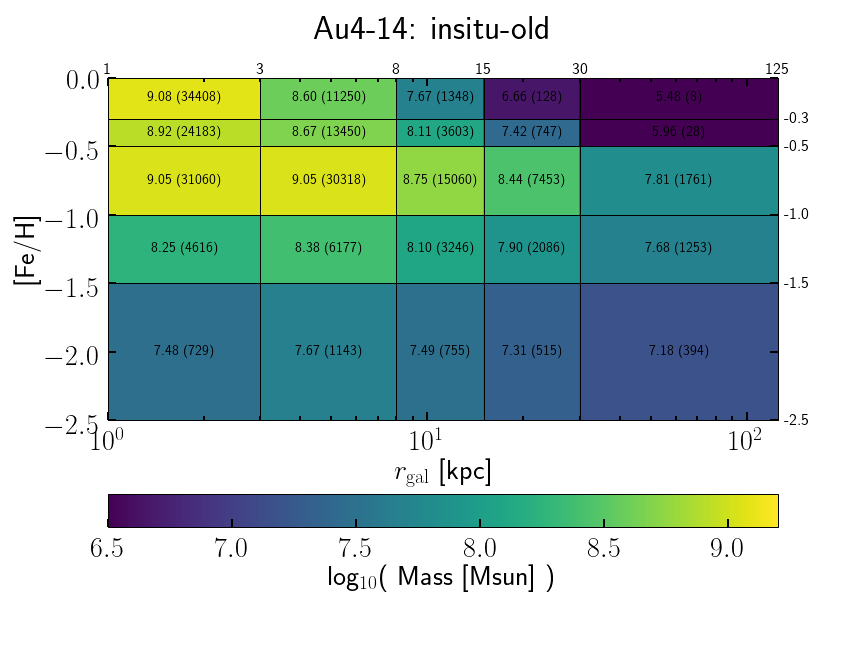 Au4-14: insitu-old
1 3 8 15 30 125
0.0 9.08 (34408) 8.60 (11250) 7.67 (1348) 6.66 (128) 5.48 (8)
-0.3
8.92 (24183) 8.67 (13450) 8.11 (3603) 7.42 (747) 5.96 (28)
−0.5 -0.5
9.05 (31060) 9.05 (30318) 8.75 (15060) 8.44 (7453) 7.81 (1761)
−1.0 -1.0
[Fe/H]
8.25 (4616) 8.38 (6177) 8.10 (3246) 7.90 (2086) 7.68 (1253)
−1.5 -1.5
−2.0 7.48 (729) 7.67 (1143) 7.49 (755) 7.31 (515) 7.18 (394)
−2.5 -2.5
10⁰ 10¹ 10²
r_gal [kpc]
6.5 7.0 7.5 8.0 8.5 9.0
log₁₀( Mass [Msun] )